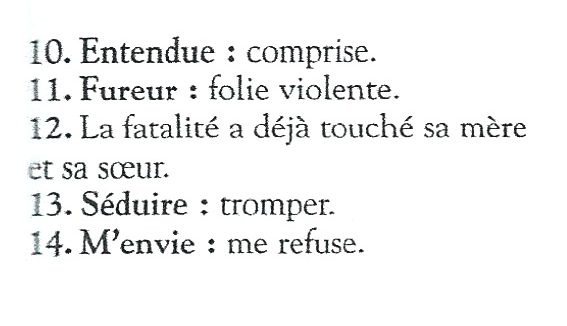 10. Entendue : comprise.
11. Fureur : folie violente.
12. La fatalité a déjà touché sa mère
et sa sœur.
13. Séduire : tromper.
14. M'envie : me refuse.